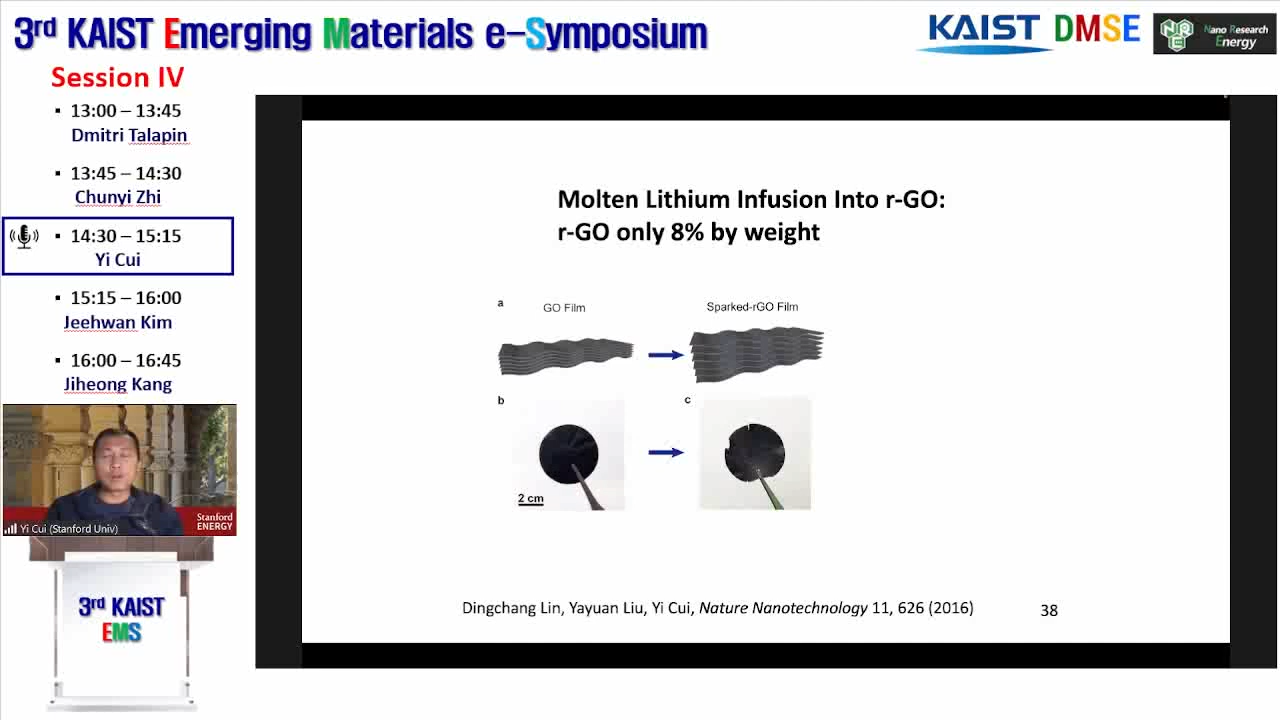 3rd KAIST Emerging Materials e-Symposium
KAIST DMSE
NRE
Nano Research
Energy
Session IV
▪ 13:00 – 13:45
Dmitri Talapin
▪ 13:45 – 14:30
Chunyi Zhi
▪ 14:30 – 15:15
Yi Cui
▪ 15:15 – 16:00
Jeehwan Kim
▪ 16:00 – 16:45
Jiheong Kang
Molten Lithium Infusion Into r-GO:
r-GO only 8% by weight
a
GO Film
Sparked-rGO Film
b
c
2 cm
Dingchang Lin, Yayuan Liu, Yi Cui, Nature Nanotechnology 11, 626 (2016)
38
Stanford
ENERGY
Yi Cui (Stanford Univ)
3rd KAIST
EMS